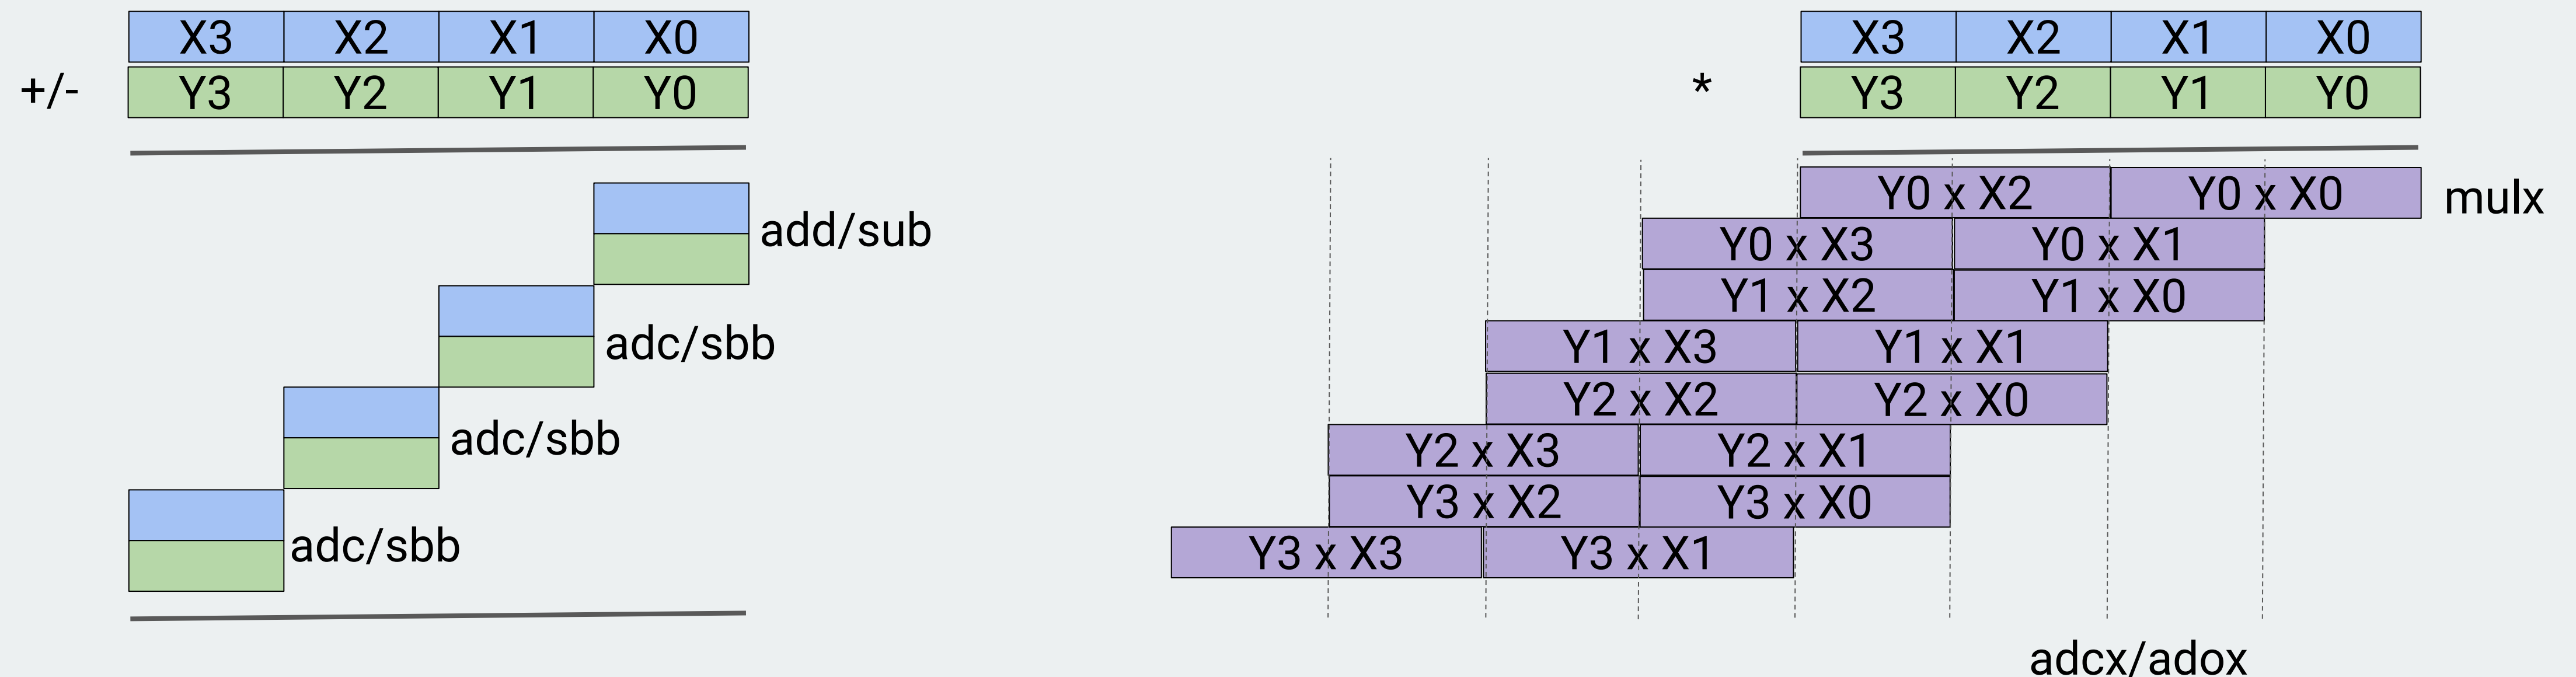 X3 X2 X1 X0
+/- Y3 Y2 Y1 Y0
add/sub
adc/sbb
adc/sbb
adc/sbb
X3 X2 X1 X0
* Y3 Y2 Y1 Y0
Y0 x X2 Y0 x X0 mulx
Y0 x X3 Y0 x X1
Y1 x X2 Y1 x X0
Y1 x X3 Y1 x X1
Y2 x X2 Y2 x X0
Y2 x X3 Y2 x X1
Y3 x X2 Y3 x X0
Y3 x X3 Y3 x X1
adcx/adox